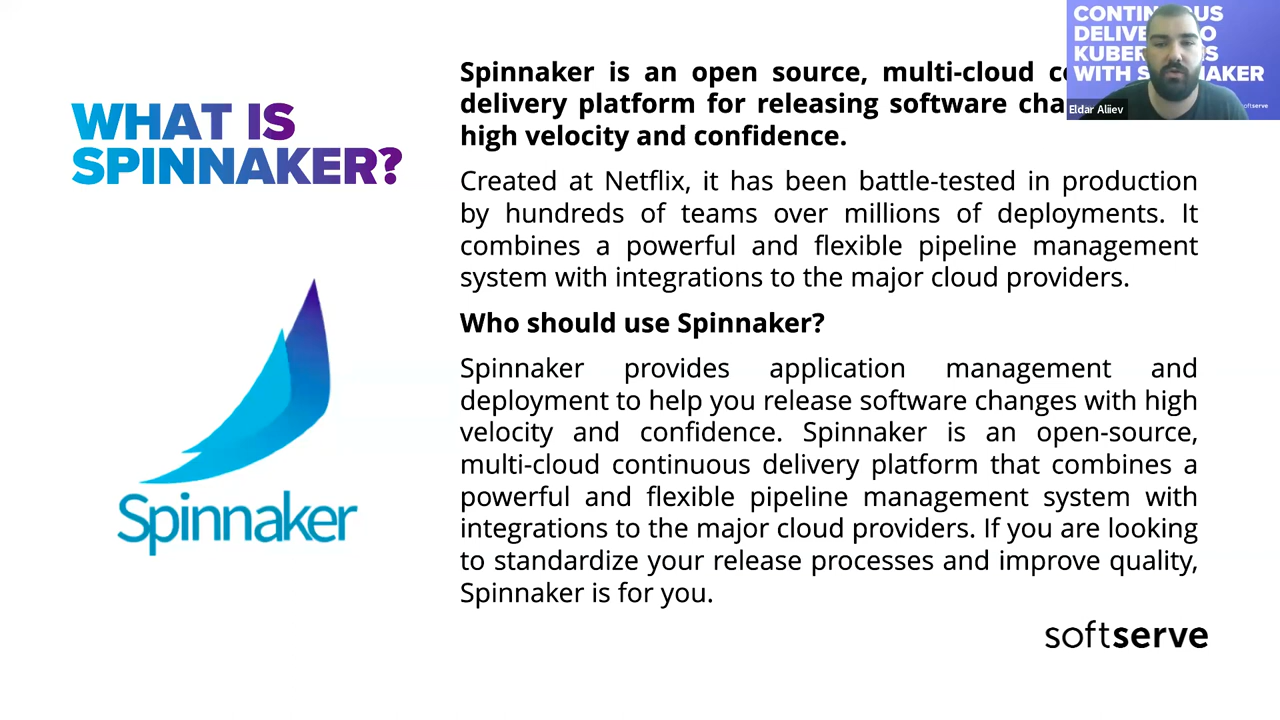 WHAT IS
SPINNAKER?
Spinnaker
Spinnaker is an open source, multi-cloud
delivery platform for releasing software
high velocity and confidence.
Created at Netflix, it has been battle-tested in production
by hundreds of teams over millions of deployments. It
combines a powerful and flexible pipeline management
system with integrations to the major cloud providers.
Who should use Spinnaker?
Spinnaker provides application management and
deployment to help you release software changes with high
velocity and confidence. Spinnaker is an open-source,
multi-cloud continuous delivery platform that combines a
powerful and flexible pipeline management system with
integrations to the major cloud providers. If you are looking
to standardize your release processes and improve quality,
Spinnaker is for you.
softserve
WITH
Eldar Aliiev
softserve